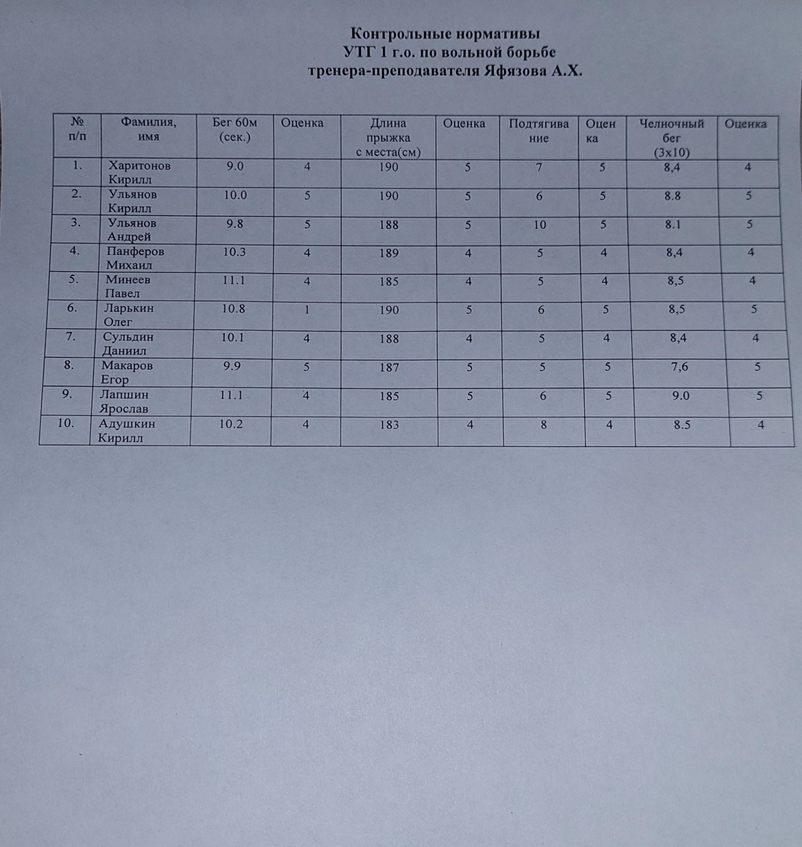 Контрольные нормативы
УТГ 1 г.о. по вольной борьбе
тренера-преподавателя Яфязова А.Х.
№ Фамилия, Бег 60м Оценка Длина Оценка Подтягива Оцен Челночный Оценка
п/п имя (сек.) прыжка ние ка бег
с места(см) (3х10)
1. Харитонов 9.0 4 190 5 7 5 8,4 4
Кирилл
2. Ульянов 10.0 5 190 5 6 5 8.8 5
Кирилл
3. Ульянов 9.8 5 188 5 10 5 8.1 5
Андрей
4. Панферов 10.3 4 189 4 5 4 8,4 4
Михаил
5. Минеев 11.1 4 185 4 5 4 8,5 4
Павел
6. Ларькин 10.8 1 190 5 6 5 8,5 5
Олег
7. Сульдин 10.1 4 188 4 5 4 8,4 4
Даниил
8. Макаров 9.9 5 187 5 5 5 7,6 5
Егор
9. Лапшин 11.1 4 185 5 6 5 9.0 5
Ярослав
10. Адушкин 10.2 4 183 4 8 4 8.5 4
Кирилл